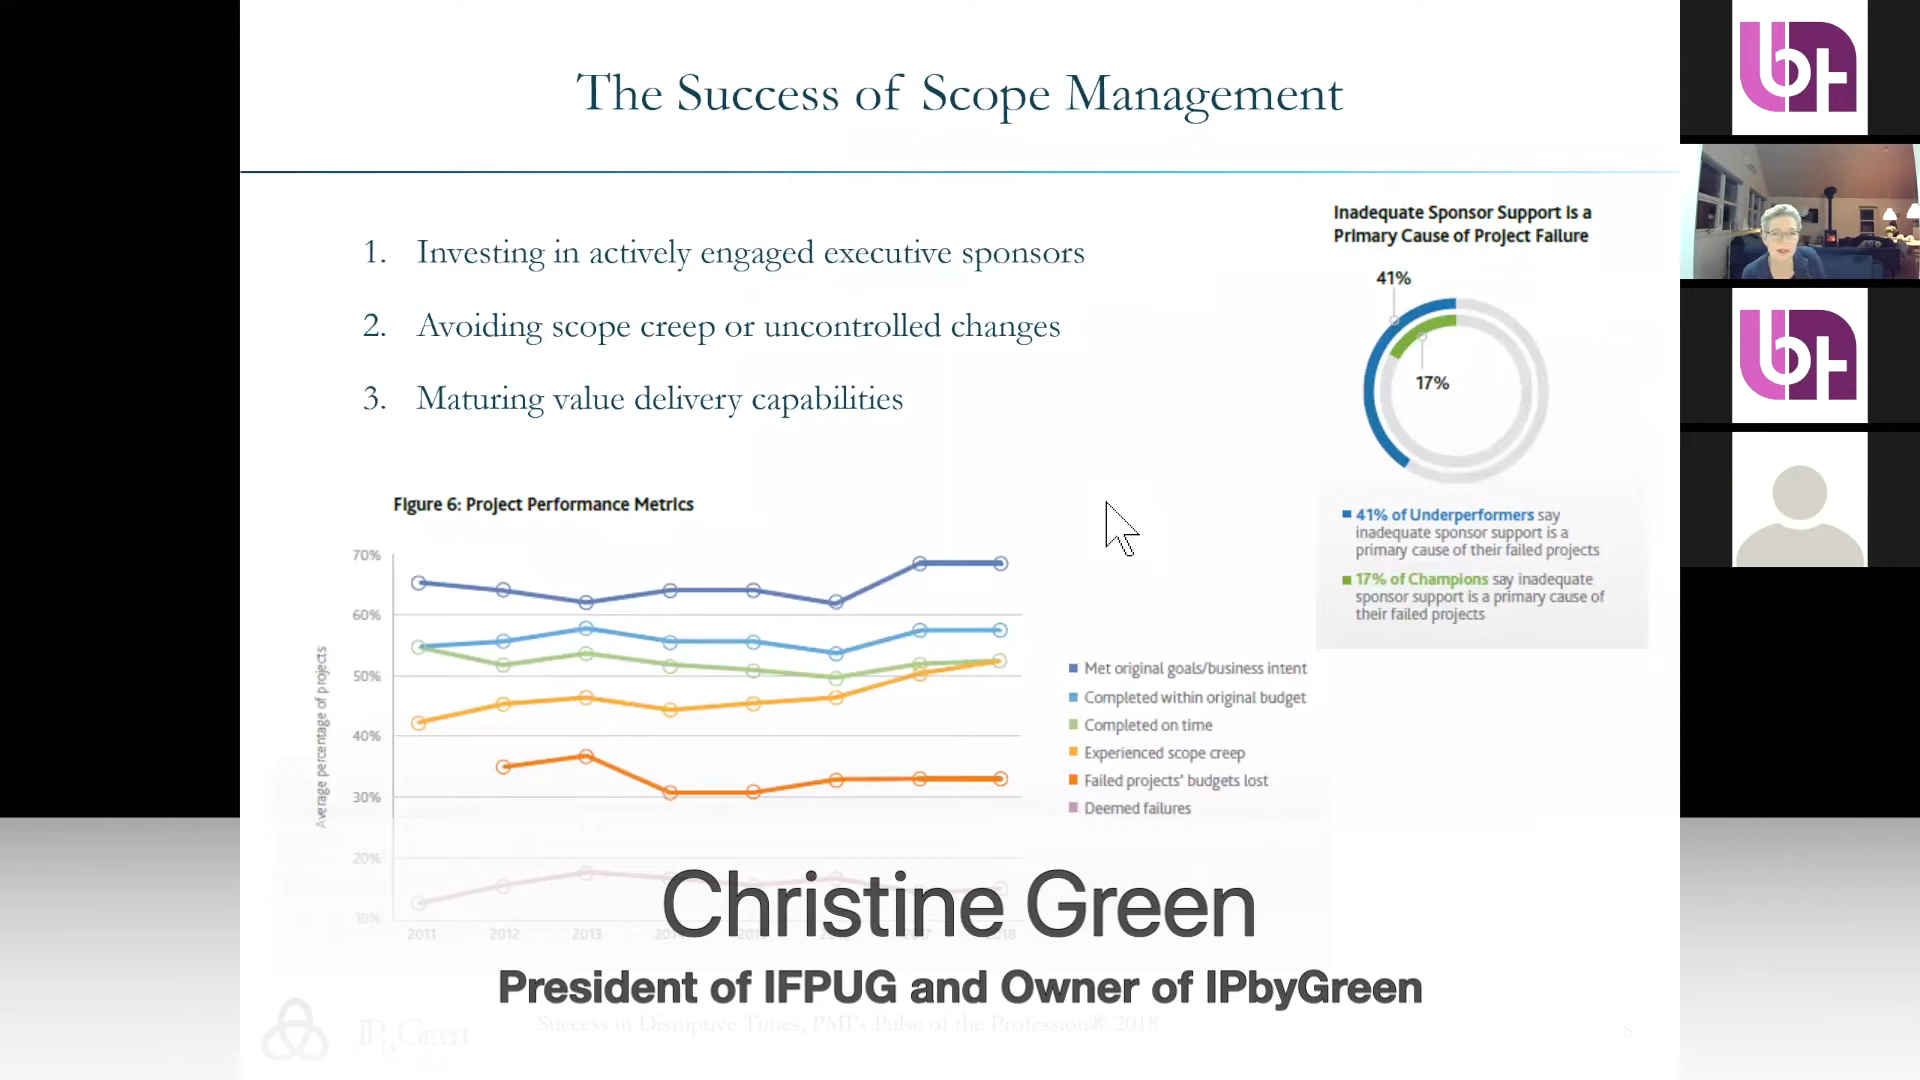 The Success of Scope Management
1. Investing in actively engaged executive sponsors
2. Avoiding scope creep or uncontrolled changes
3. Maturing value delivery capabilities
Inadequate Sponsor Support Is a
Primary Cause of Project Failure
41%
17%
41% of Underperformers say
inadequate sponsor support is a
primary cause of their failed projects
17% of Champions say inadequate
sponsor support is a primary cause of
their failed projects
Figure 6: Project Performance Metrics
Average percentage of projects
70%
60%
50%
40%
30%
20%
10%
2011 2012 2013
Met original goals/business intent
Completed within original budget
Completed on time
Experienced scope creep
Failed projects' budgets lost
Deemed failures
Christine Green
President of IFPUG and Owner of IPbyGreen
IPbyGreen
Success in Disruptive Times, PMI's Pulse of the Profession® 2018
8